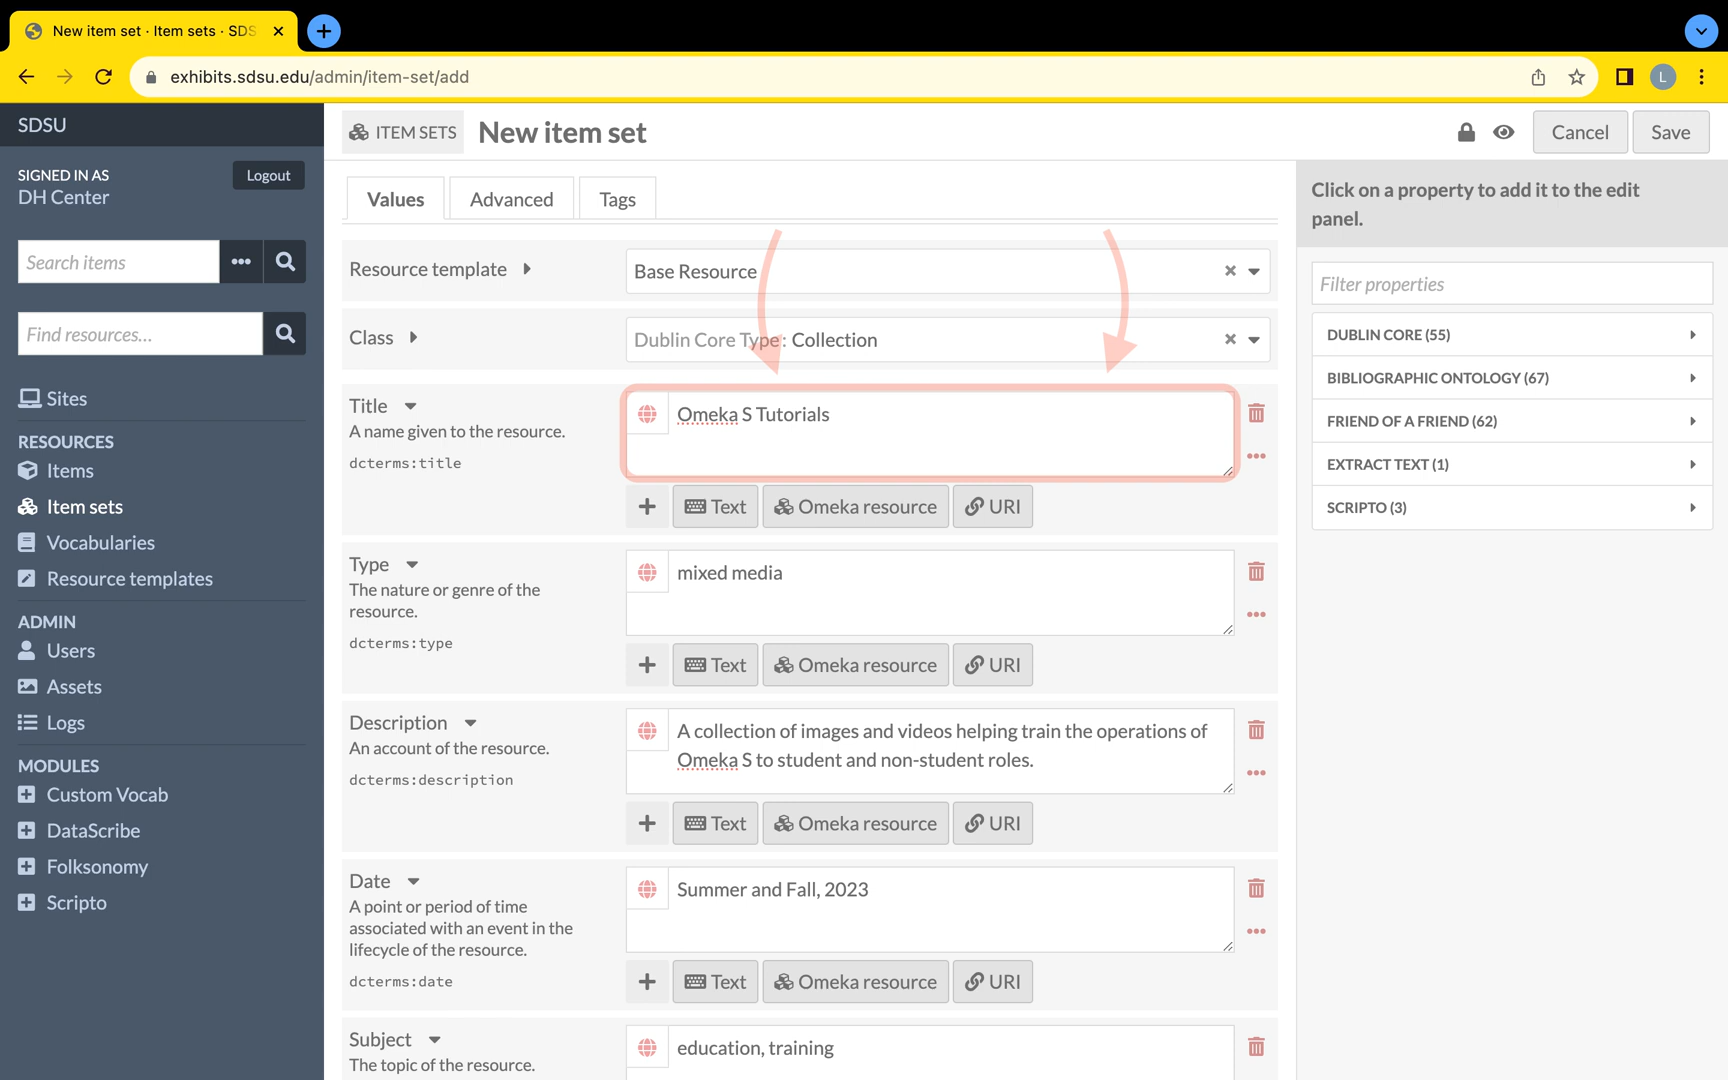 New item set · Item sets · SDS
exhibits.sdsu.edu/admin/item-set/add
L
SDSU
SIGNED IN AS
DH Center
Logout
Search items
Find resources...
Sites
RESOURCES
Items
Item sets
Vocabularies
Resource templates
ADMIN
Users
Assets
Logs
MODULES
Custom Vocab
DataScribe
Folksonomy
Scripto
ITEM SETS
New item set
Cancel
Save
Values
Advanced
Tags
Resource template
Base Resource
Class
Dublin Core Type: Collection
Title
A name given to the resource.
dcterms:title
Omeka S Tutorials
Text
Omeka resource
URI
Type
The nature or genre of the
resource.
dcterms:type
mixed media
Text
Omeka resource
URI
Description
An account of the resource.
dcterms:description
A collection of images and videos helping train the operations of
Omeka S to student and non-student roles.
Text
Omeka resource
URI
Date
A point or period of time
associated with an event in the
lifecycle of the resource.
dcterms:date
Summer and Fall, 2023
Text
Omeka resource
URI
Subject
The topic of the resource.
education, training
Click on a property to add it to the edit
panel.
Filter properties
DUBLIN CORE (55)
BIBLIOGRAPHIC ONTOLOGY (67)
FRIEND OF A FRIEND (62)
EXTRACT TEXT (1)
SCRIPTO (3)